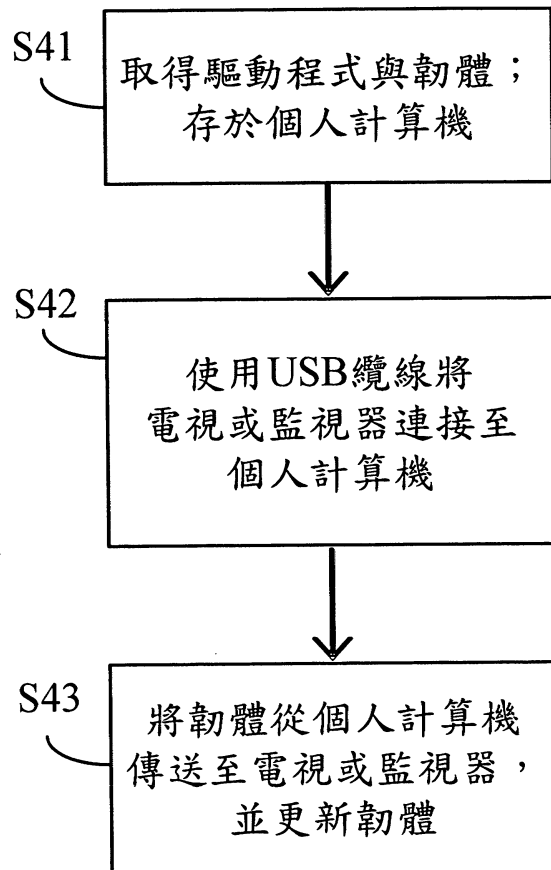 S41
取得驅動程式與韌體；
存於個人計算機
S42
使用USB纜線將
電視或監視器連接至
個人計算機
S43
將韌體從個人計算機
傳送至電視或監視器，
並更新韌體